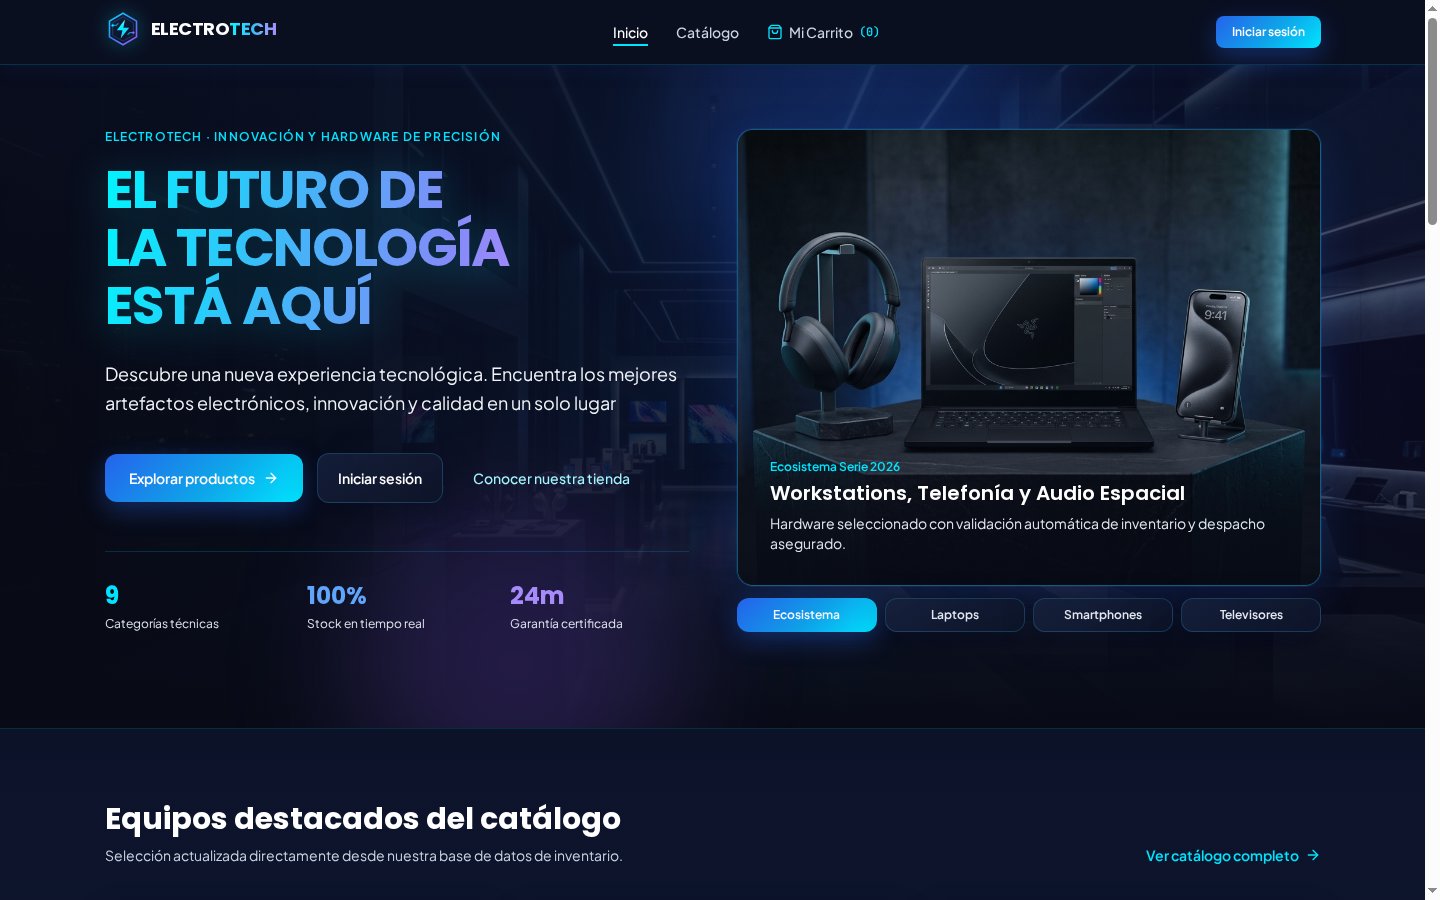 ELECTROTECH
Inicio
Catálogo
Mi Carrito (0)
Iniciar sesión
ELECTROTECH · INNOVACIÓN Y HARDWARE DE PRECISIÓN
EL FUTURO DE
LA TECNOLOGÍA
ESTÁ AQUÍ
Descubre una nueva experiencia tecnológica. Encuentra los mejores
artefactos electrónicos, innovación y calidad en un solo lugar
Explorar productos
Iniciar sesión
Conocer nuestra tienda
9
Categorías técnicas
100%
Stock en tiempo real
24m
Garantía certificada
9:41
Ecosistema Serie 2026
Workstations, Telefonía y Audio Espacial
Hardware seleccionado con validación automática de inventario y despacho
asegurado.
Ecosistema
Laptops
Smartphones
Televisores
Equipos destacados del catálogo
Selección actualizada directamente desde nuestra base de datos de inventario.
Ver catálogo completo